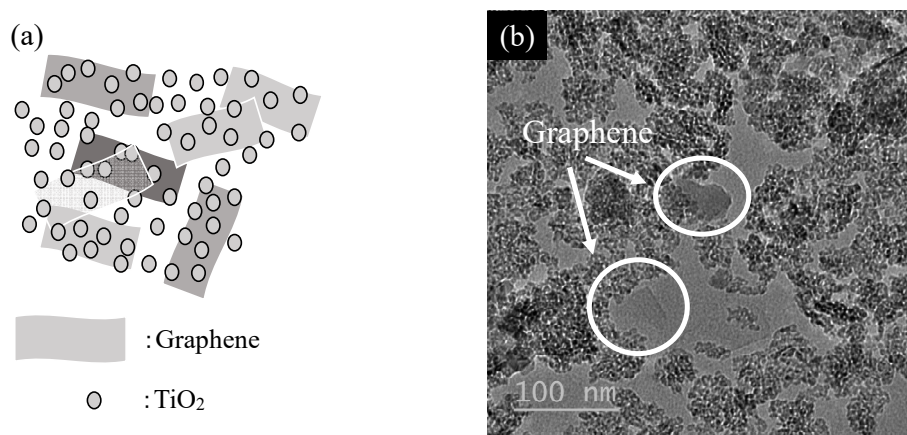 (a)
: Graphene
: TiO₂
(b)
Graphene
100 nm